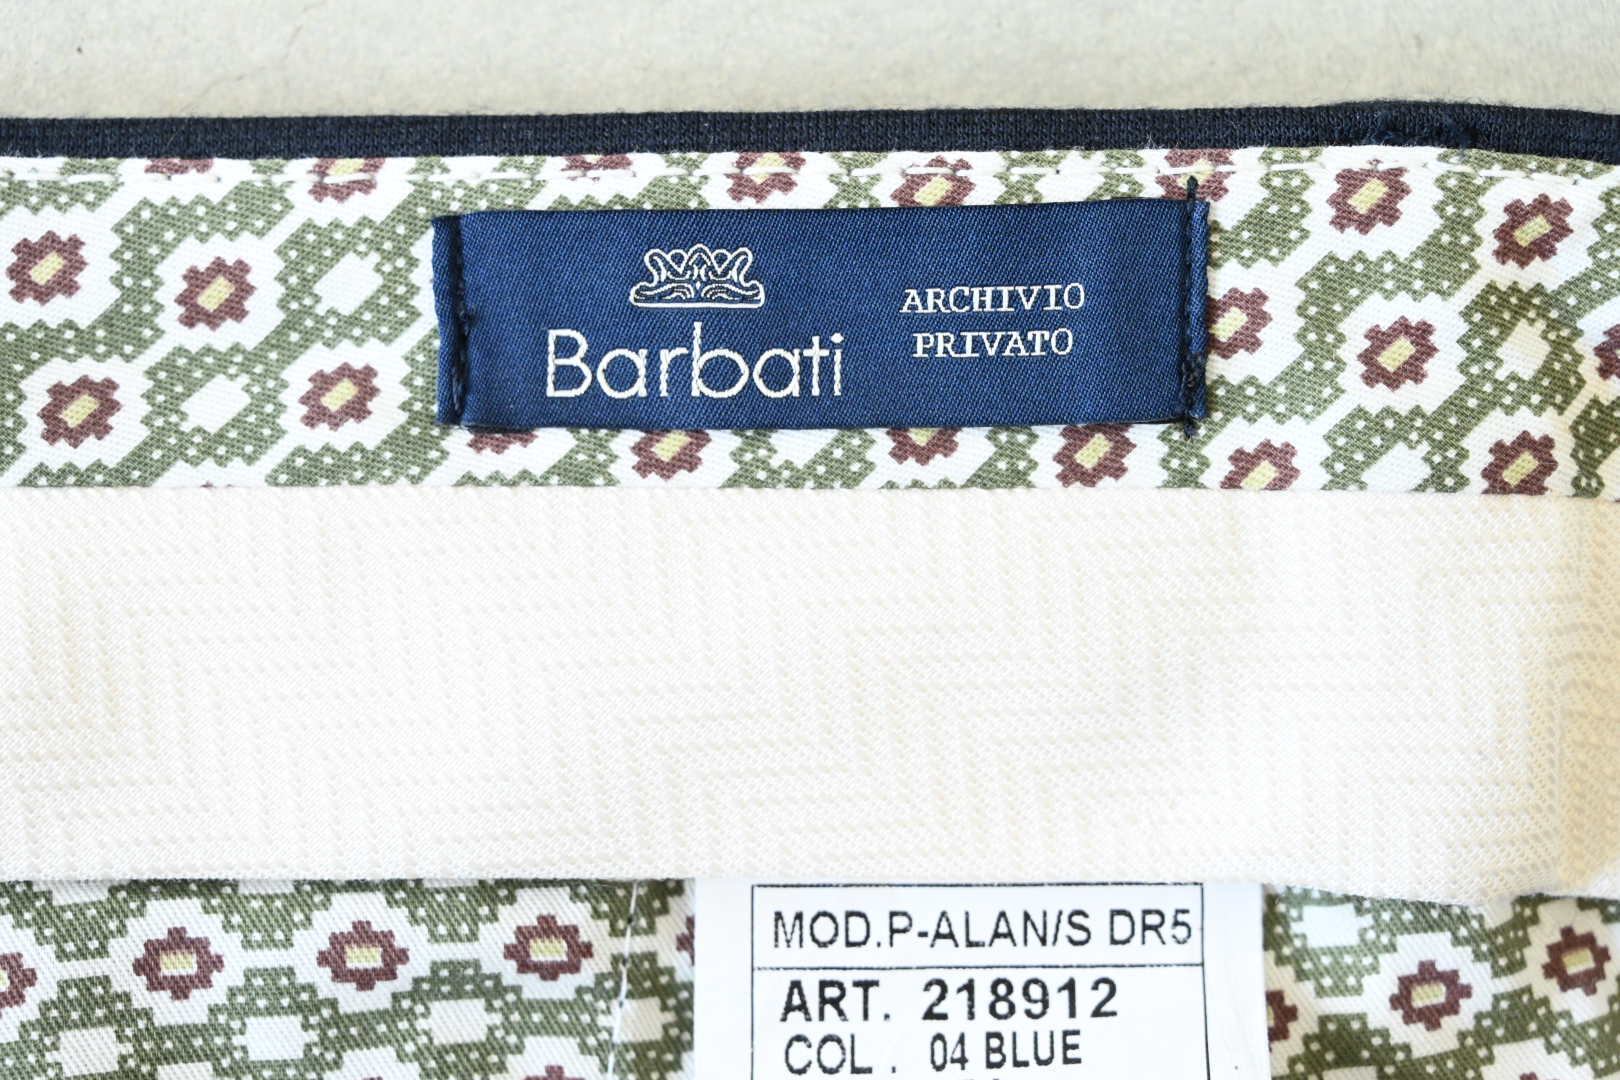 Barbati
ARCHIVIO
PRIVATO
MOD.P-ALAN/S DR5
ART. 218912
COL. 04 BLUE